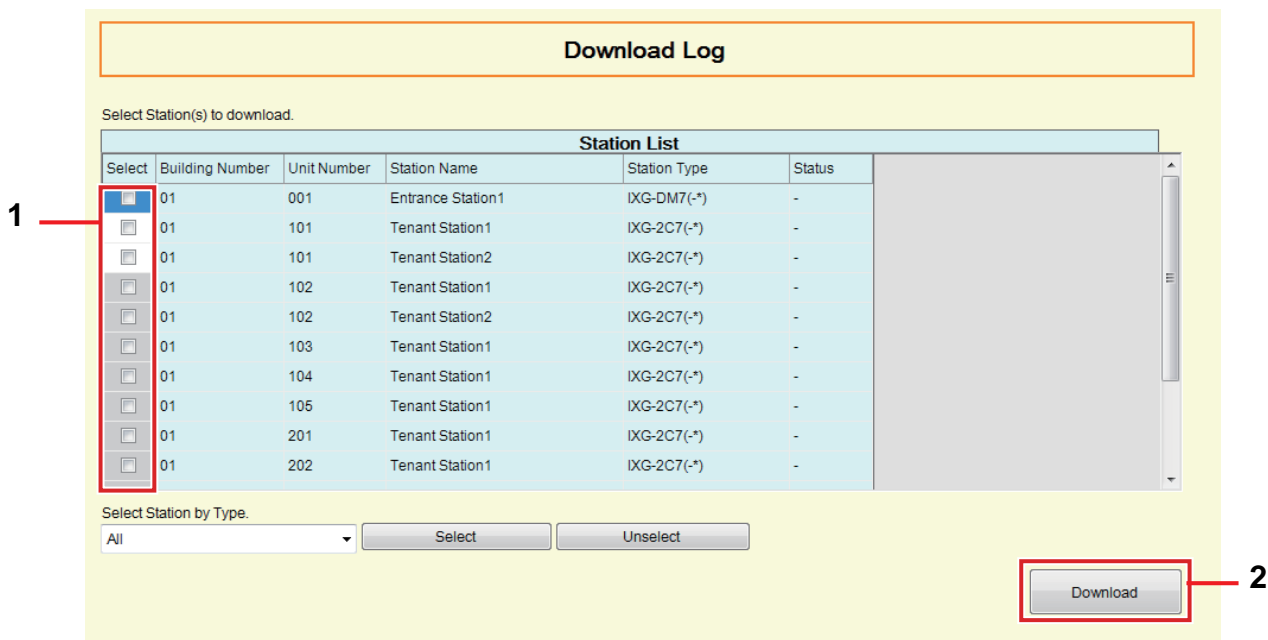 Download Log
Select Station(s) to download.
Station List
Select Building Number Unit Number Station Name Station Type Status
01 001 Entrance Station1 IXG-DM7(-*) -
1
01 101 Tenant Station1 IXG-2C7(-*) -
01 101 Tenant Station2 IXG-2C7(-*) -
01 102 Tenant Station1 IXG-2C7(-*) -
01 102 Tenant Station2 IXG-2C7(-*) -
01 103 Tenant Station1 IXG-2C7(-*) -
01 104 Tenant Station1 IXG-2C7(-*) -
01 105 Tenant Station1 IXG-2C7(-*) -
01 201 Tenant Station1 IXG-2C7(-*) -
01 202 Tenant Station1 IXG-2C7(-*) -
Select Station by Type.
All Select Unselect
Download 2